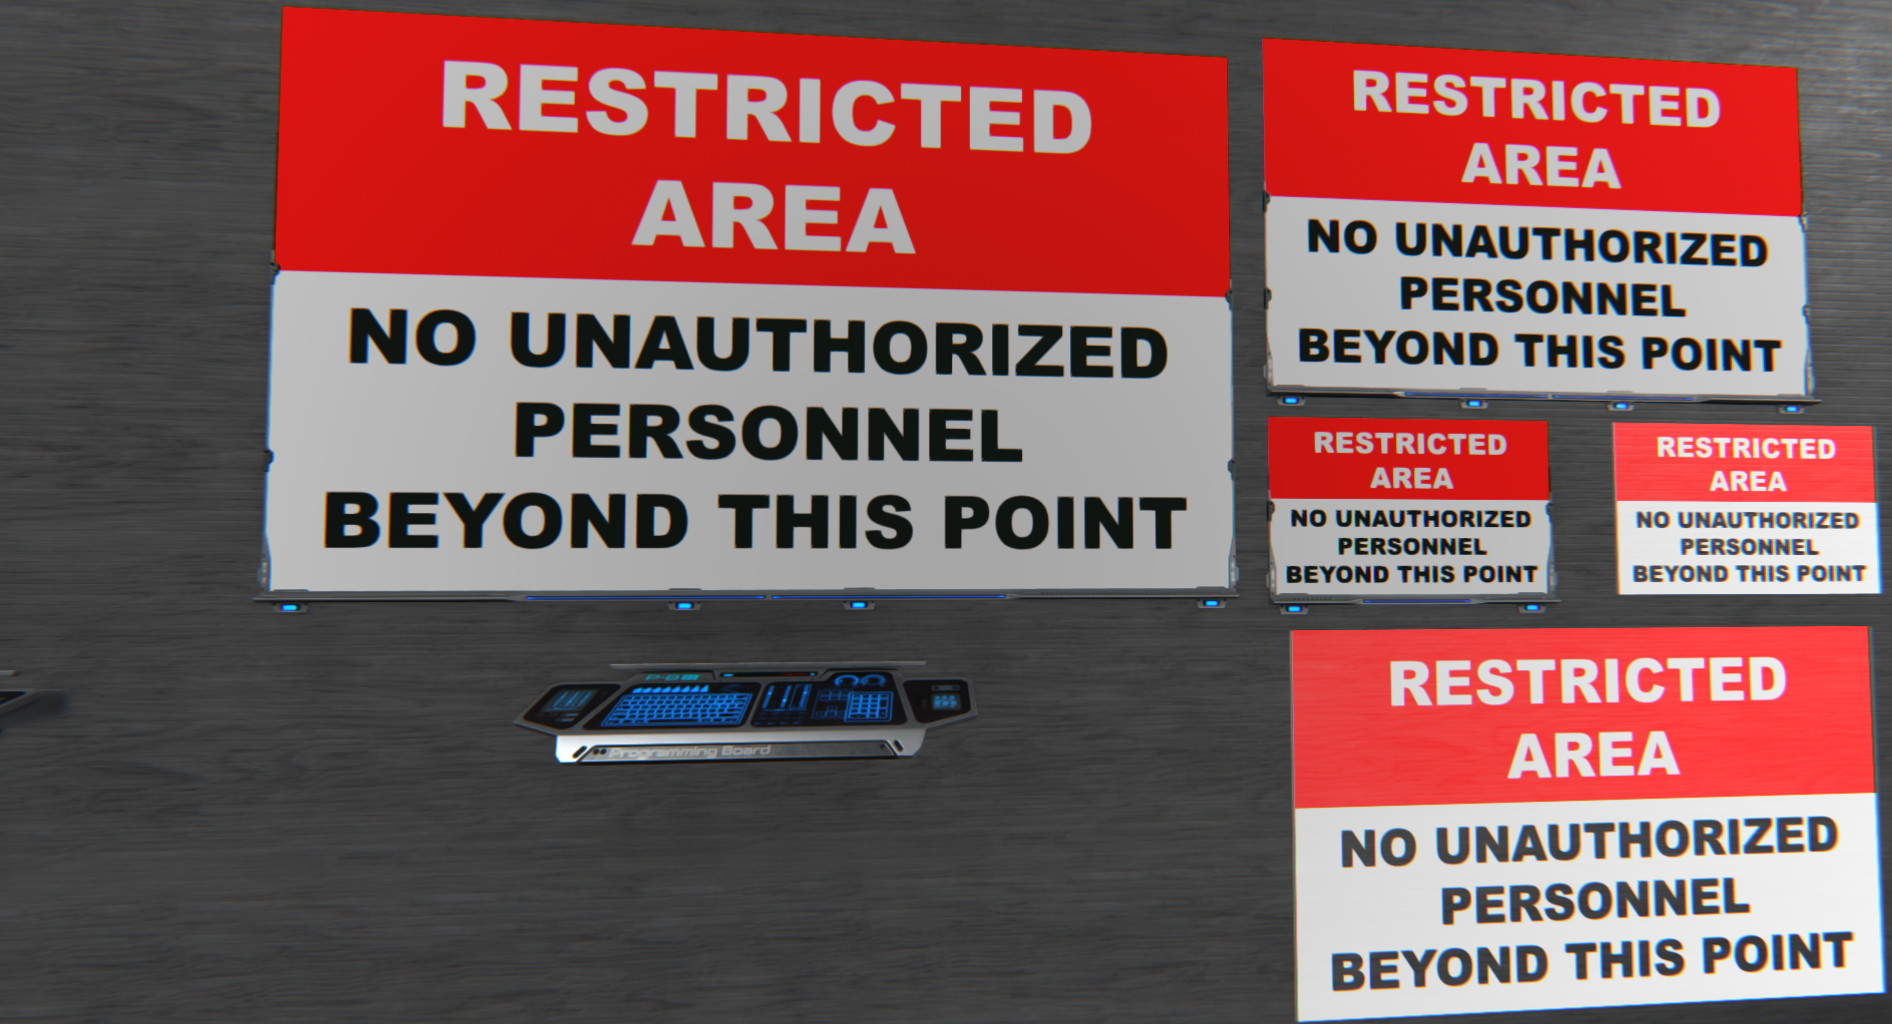 RESTRICTED
AREA
NO UNAUTHORIZED
PERSONNEL
BEYOND THIS POINT
RESTRICTED
AREA
NO UNAUTHORIZED
PERSONNEL
BEYOND THIS POINT
RESTRICTED
AREA
NO UNAUTHORIZED
PERSONNEL
BEYOND THIS POINT
RESTRICTED
AREA
NO UNAUTHORIZED
PERSONNEL
BEYOND THIS POINT
Programming Board
RESTRICTED
AREA
NO UNAUTHORIZED
PERSONNEL
BEYOND THIS POINT